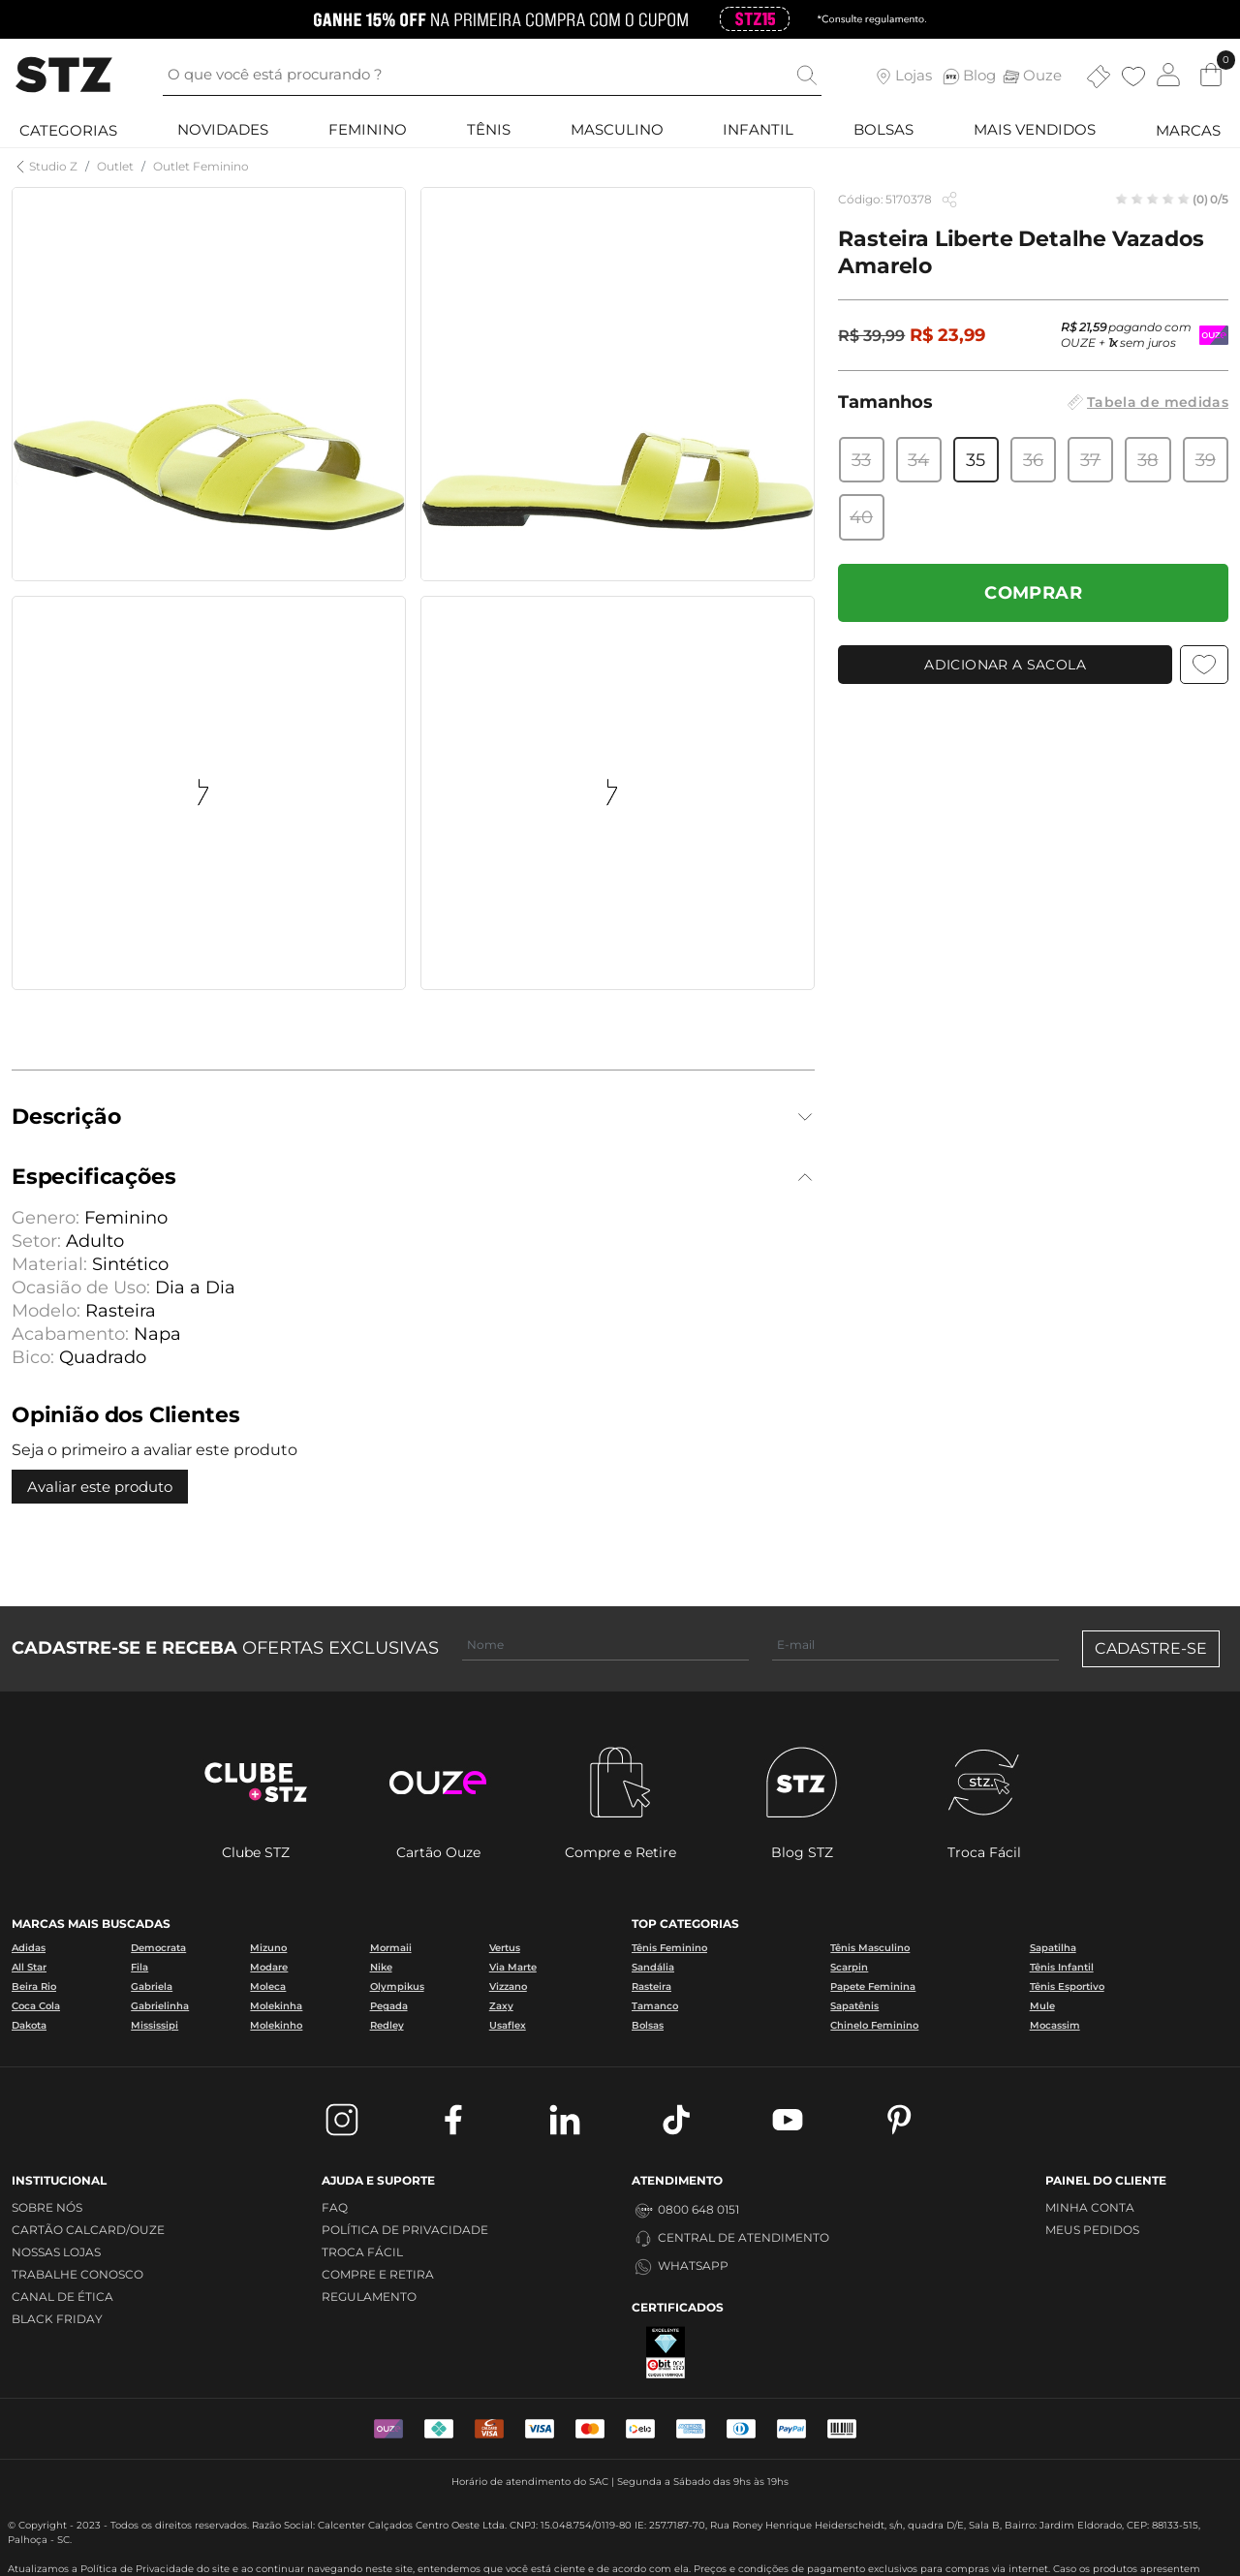 GANHE 15% OFF NA PRIMEIRA COMPRA COM O CUPOM STZ15 *Consulte regulamento.
STZ
O que você está procurando ?
Lojas
STZ Blog
Ouze
0
CATEGORIAS NOVIDADES FEMININO TÊNIS MASCULINO INFANTIL BOLSAS MAIS VENDIDOS MARCAS
Studio Z / Outlet / Outlet Feminino
Código: 5170378
(0) 0/5
Rasteira Liberte Detalhe Vazados
Amarelo
R$ 39,99 R$ 23,99
R$ 21,59 pagando com
OUZE + 1x sem juros
OUZ
Tamanhos
Tabela de medidas
33 34 35 36 37 38 39
40
COMPRAR
ADICIONAR A SACOLA
Descrição
Especificações
Genero: Feminino
Setor: Adulto
Material: Sintético
Ocasião de Uso: Dia a Dia
Modelo: Rasteira
Acabamento: Napa
Bico: Quadrado
Opinião dos Clientes
Seja o primeiro a avaliar este produto
Avaliar este produto
CADASTRE-SE E RECEBA OFERTAS EXCLUSIVAS
Nome
E-mail
CADASTRE-SE
CLUBE
+STZ
ouze
STZ
stz.
Clube STZ
Cartão Ouze
Compre e Retire
Blog STZ
Troca Fácil
MARCAS MAIS BUSCADAS
Adidas Democrata Mizuno Mormaii Vertus
All Star Fila Modare Nike Via Marte
Beira Rio Gabriela Moleca Olympikus Vizzano
Coca Cola Gabrielinha Molekinha Pegada Zaxy
Dakota Mississipi Molekinho Redley Usaflex
TOP CATEGORIAS
Tênis Feminino Tênis Masculino Sapatilha
Sandália Scarpin Tênis Infantil
Rasteira Papete Feminina Tênis Esportivo
Tamanco Sapatênis Mule
Bolsas Chinelo Feminino Mocassim
INSTITUCIONAL
SOBRE NÓS
CARTÃO CALCARD/OUZE
NOSSAS LOJAS
TRABALHE CONOSCO
CANAL DE ÉTICA
BLACK FRIDAY
AJUDA E SUPORTE
FAQ
POLÍTICA DE PRIVACIDADE
TROCA FÁCIL
COMPRE E RETIRA
REGULAMENTO
ATENDIMENTO
0800 648 0151
CENTRAL DE ATENDIMENTO
WHATSAPP
CERTIFICADOS
EXCELENTE
ebit
PAINEL DO CLIENTE
MINHA CONTA
MEUS PEDIDOS
OUZ
VISA
VISA
elo
PayPal
Horário de atendimento do SAC | Segunda a Sábado das 9hs às 19hs
© Copyright - 2023 - Todos os direitos reservados. Razão Social: Calcenter Calçados Centro Oeste Ltda. CNPJ: 15.048.754/0119-80 IE: 257.7187-70, Rua Roney Henrique Heiderscheidt, s/n, quadra D/E, Sala B, Bairro: Jardim Eldorado, CEP: 88133-515,
Palhoça - SC.
Atualizamos a Política de Privacidade do site e ao continuar navegando neste site, entendemos que você está ciente e de acordo com ela. Preços e condições de pagamento exclusivos para compras via internet. Caso os produtos apresentem